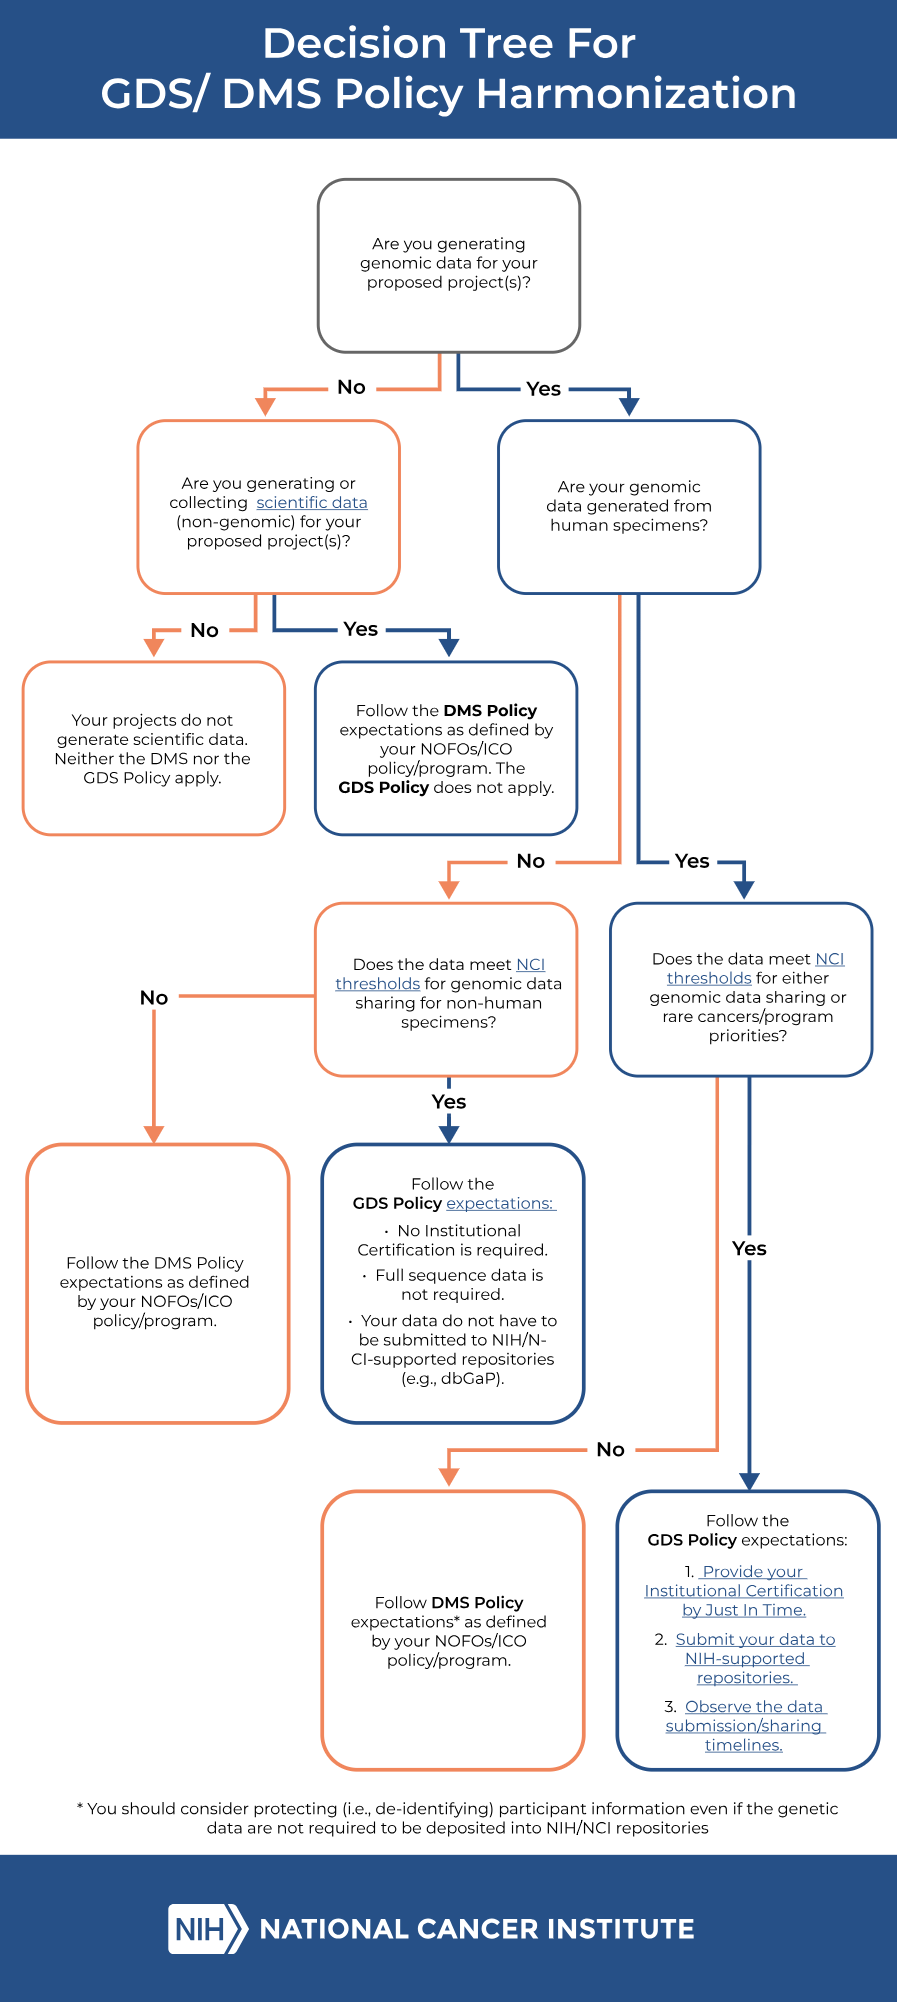 Decision Tree For
GDS/ DMS Policy Harmonization
Are you generating
genomic data for your
proposed project(s)?
No
Yes
Are you generating or
collecting scientific data
(non-genomic) for your
proposed project(s)?
Are your genomic
data generated from
human specimens?
No
Yes
Your projects do not
generate scientific data.
Neither the DMS nor the
GDS Policy apply.
Follow the DMS Policy
expectations as defined by
your NOFOs/ICO
policy/program. The
GDS Policy does not apply.
No
Yes
Does the data meet NCI
thresholds for genomic data
sharing for non-human
specimens?
Does the data meet NCI
thresholds for either
genomic data sharing or
rare cancers/program
priorities?
No
Yes
Follow the DMS Policy
expectations as defined
by your NOFOs/ICO
policy/program.
Follow the
GDS Policy expectations:
• No Institutional
Certification is required.
• Full sequence data is
not required.
• Your data do not have to
be submitted to NIH/N-
CI-supported repositories
(e.g., dbGaP).
Yes
No
Follow DMS Policy
expectations* as defined
by your NOFOs/ICO
policy/program.
Follow the
GDS Policy expectations:
1. Provide your
Institutional Certification
by Just In Time.
2. Submit your data to
NIH-supported
repositories.
3. Observe the data
submission/sharing
timelines.
* You should consider protecting (i.e., de-identifying) participant information even if the genetic
data are not required to be deposited into NIH/NCI repositories
NIH NATIONAL CANCER INSTITUTE